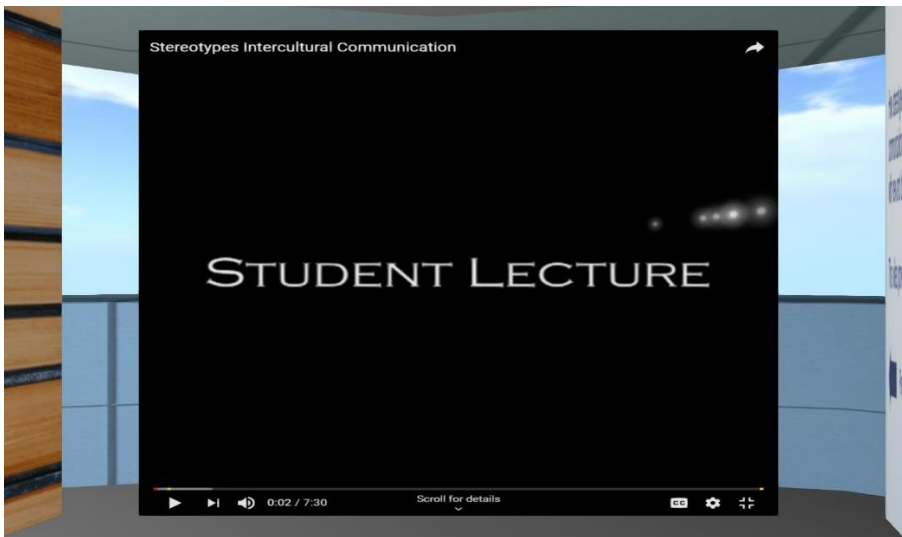 Stereotypes Intercultural Communication
STUDENT LECTURE
0:02 / 7:30
Scroll for details
CC